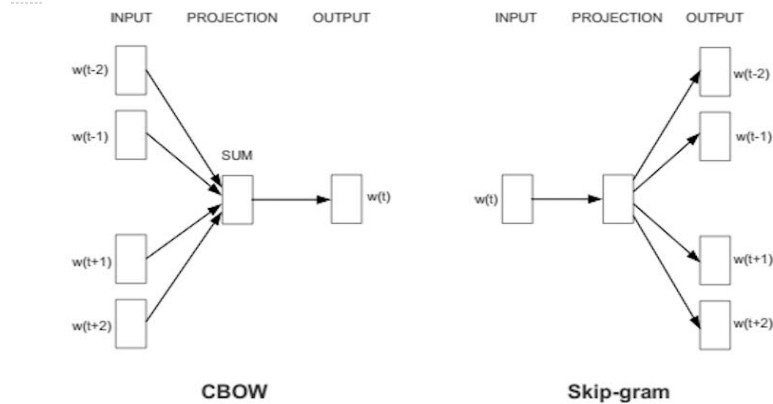 INPUT PROJECTION OUTPUT
w(t-2)
w(t-1)
SUM
w(t)
w(t+1)
w(t+2)
CBOW
INPUT PROJECTION OUTPUT
w(t-2)
w(t-1)
w(t)
w(t+1)
w(t+2)
Skip-gram